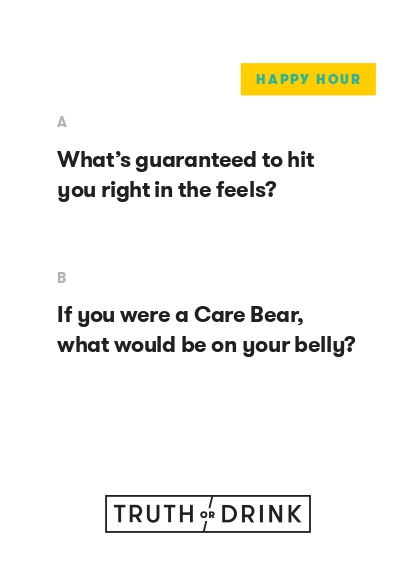 HAPPY HOUR
A
What's guaranteed to hit
you right in the feels?
B
If you were a Care Bear,
what would be on your belly?
TRUTH OR DRINK